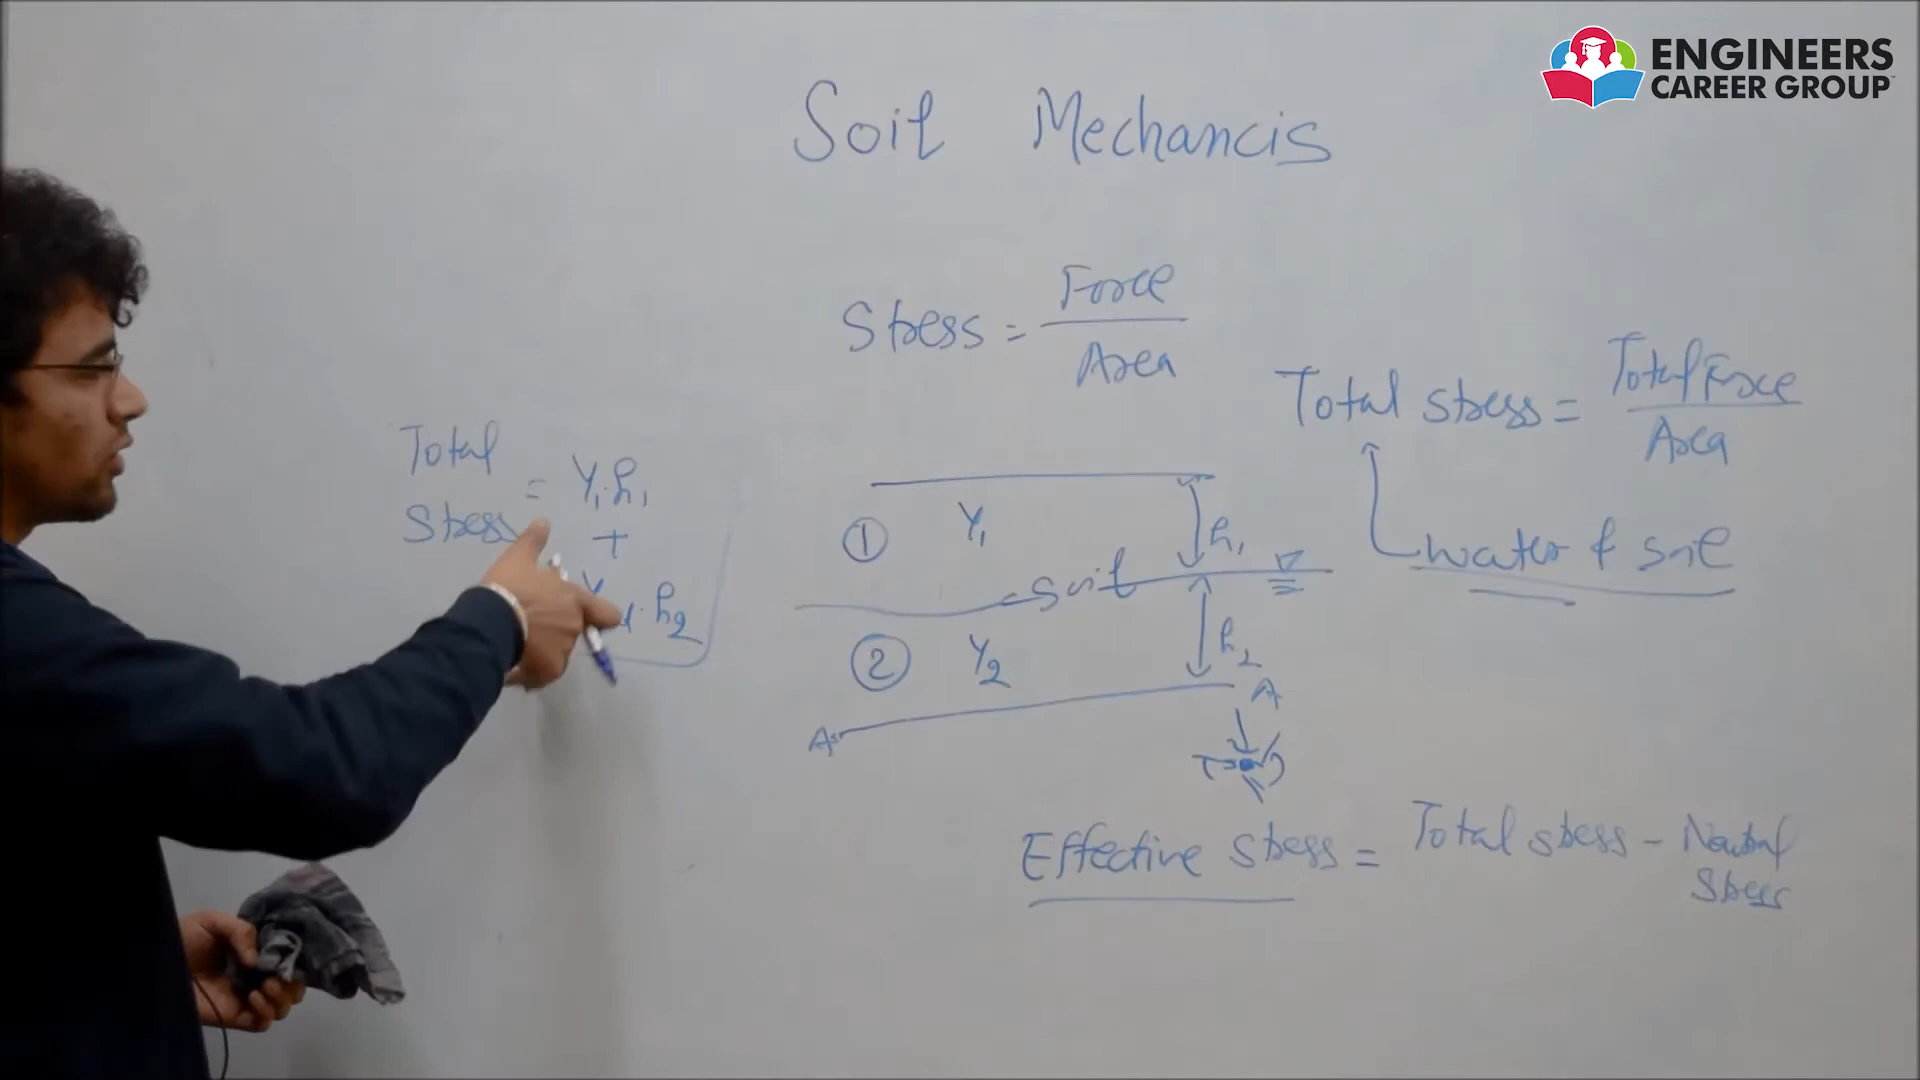 ENGINEERS
CAREER GROUP
Soil Mechancis
Stress = Force
Area
Total stress = Total Force
Area
water & soil
Total
Stress = γ1.h1
+
.h2
1 γ1 h1
soil
2 γ2 h2
A
A
Effective stress = Total stress - Neutral
Stress